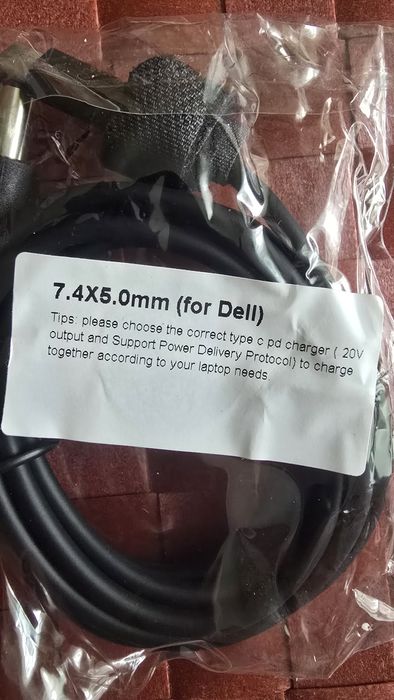 7.4X5.0mm (for Dell)
Tips: please choose the correct type c pd charger ( 20V
output and Support Power Delivery Protocol) to charge
together according to your laptop needs.